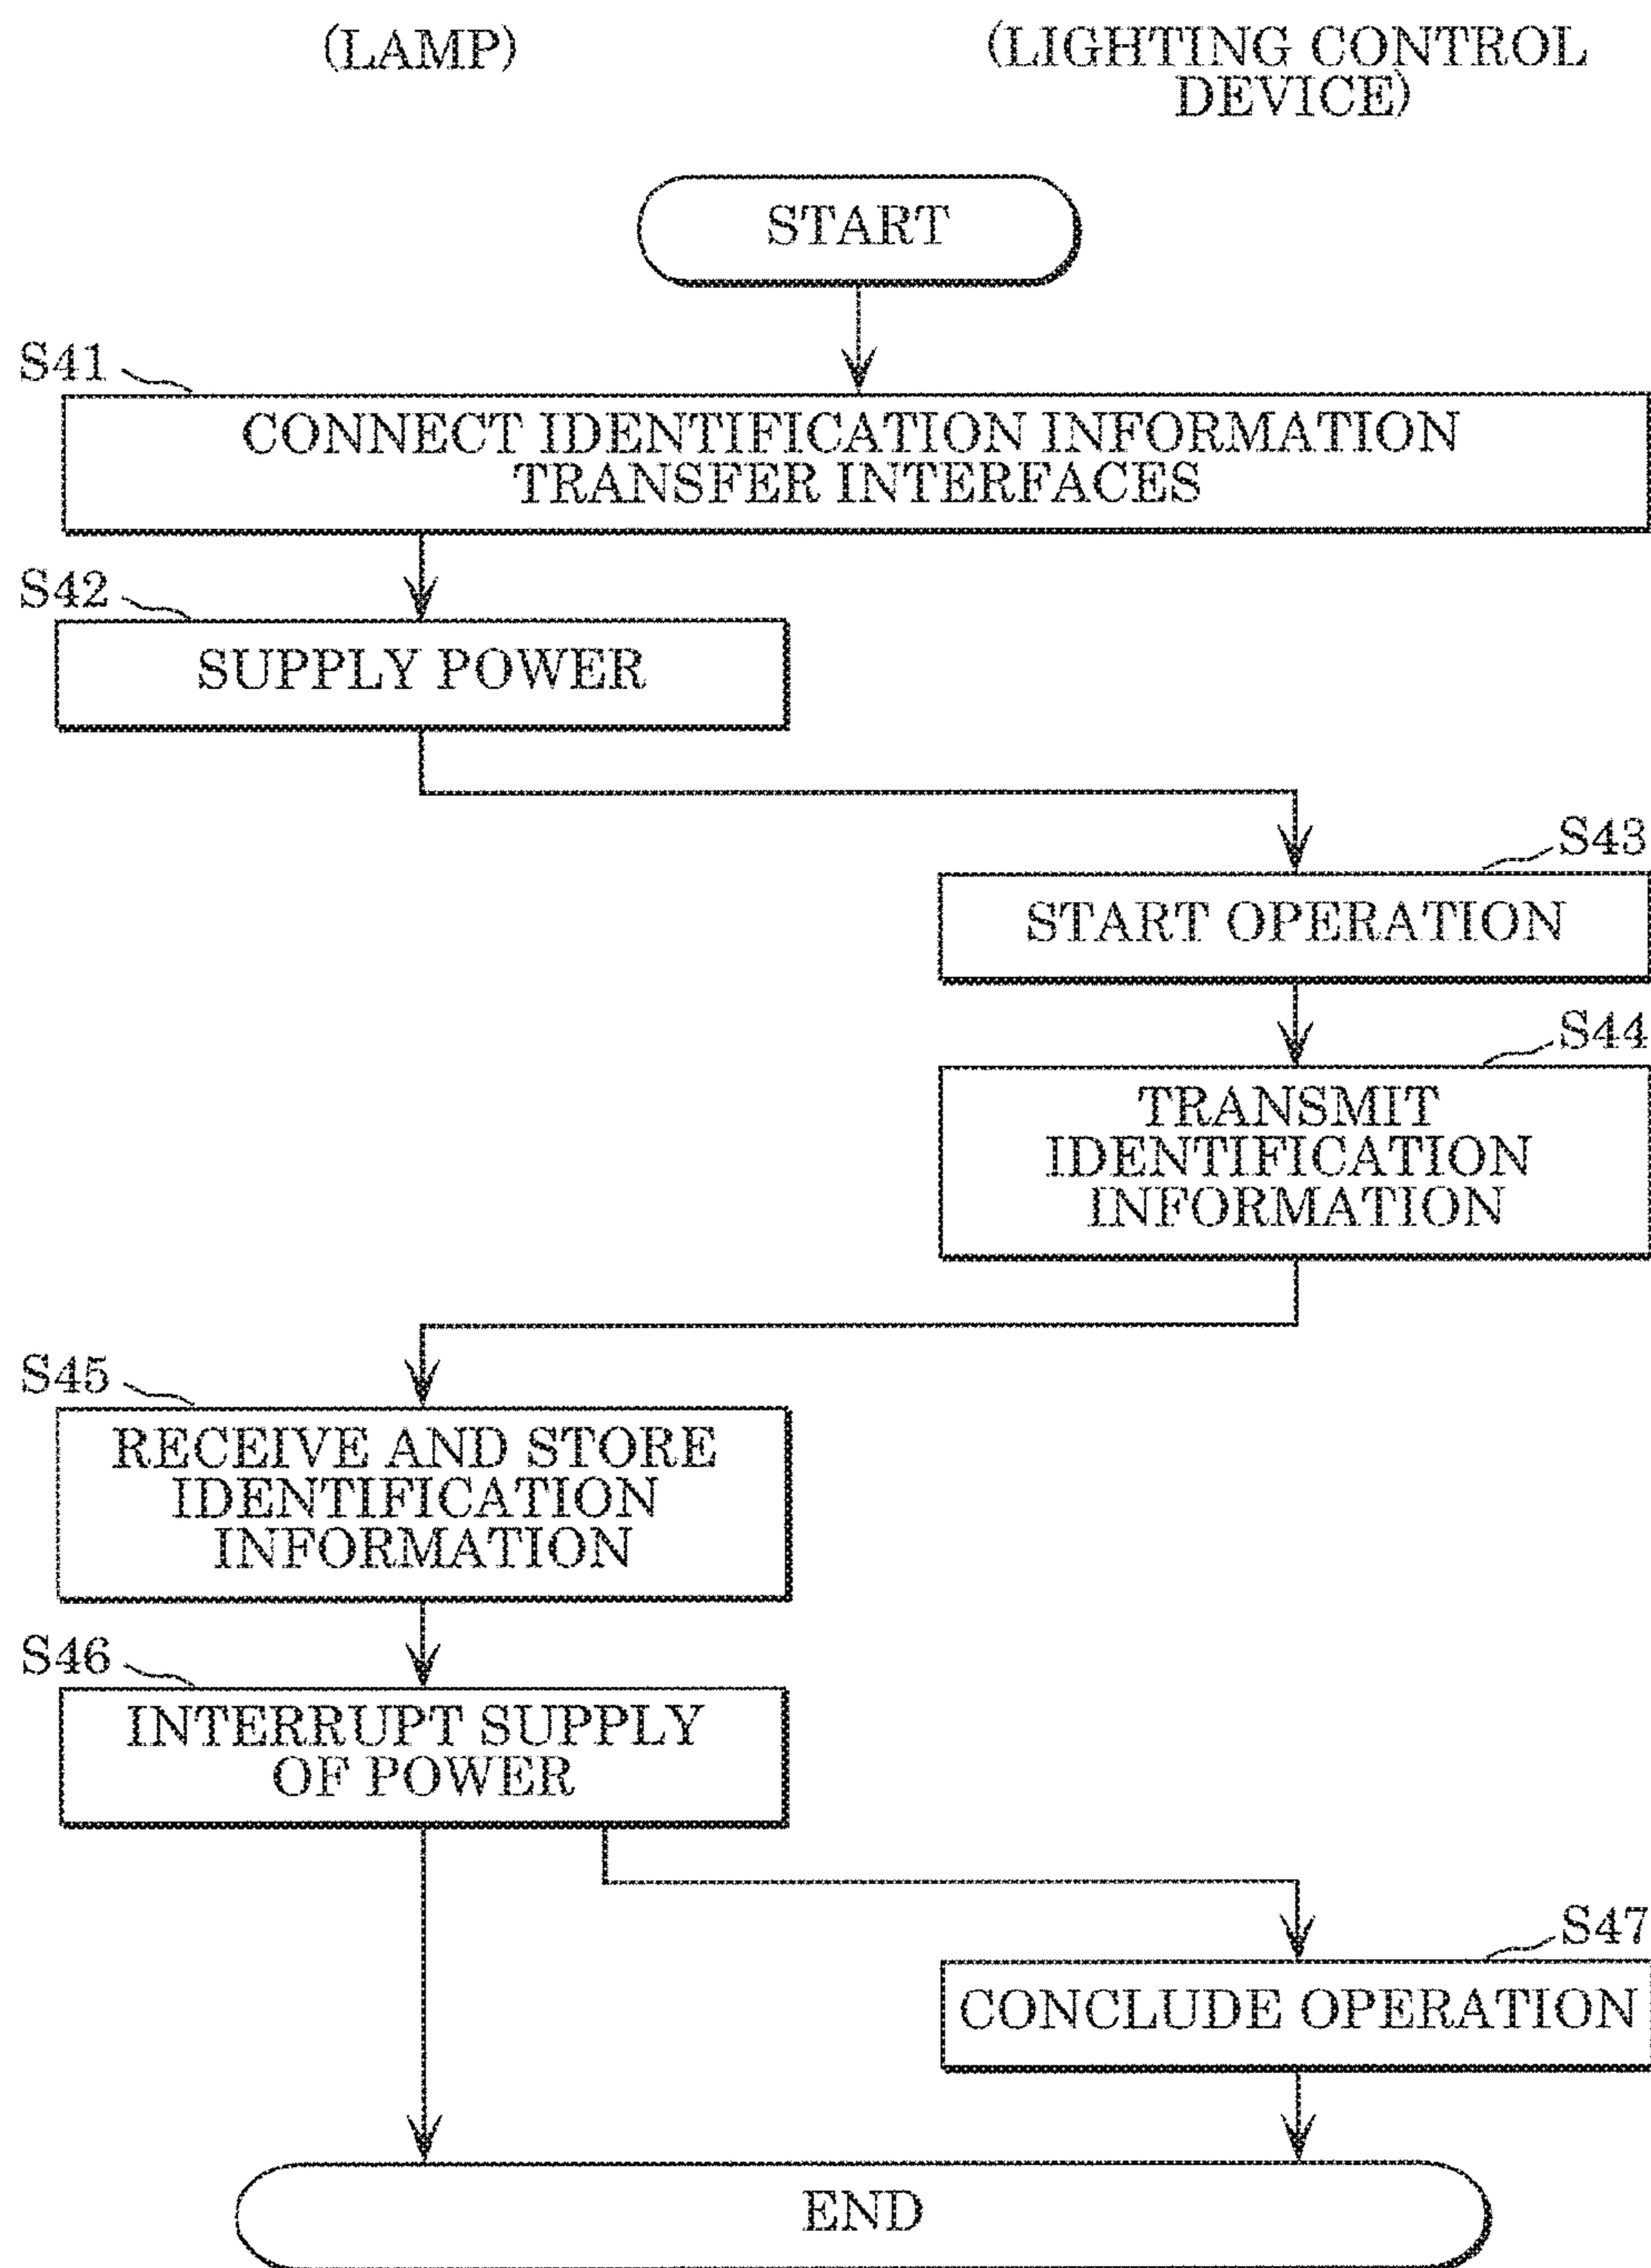 (LAMP)
(LIGHTING CONTROL
DEVICE)
START
S41
CONNECT IDENTIFICATION INFORMATION
TRANSFER INTERFACES
S42
SUPPLY POWER
S43
START OPERATION
S44
TRANSMIT
IDENTIFICATION
INFORMATION
S45
RECEIVE AND STORE
IDENTIFICATION
INFORMATION
S46
INTERRUPT SUPPLY
OF POWER
S47
CONCLUDE OPERATION
END